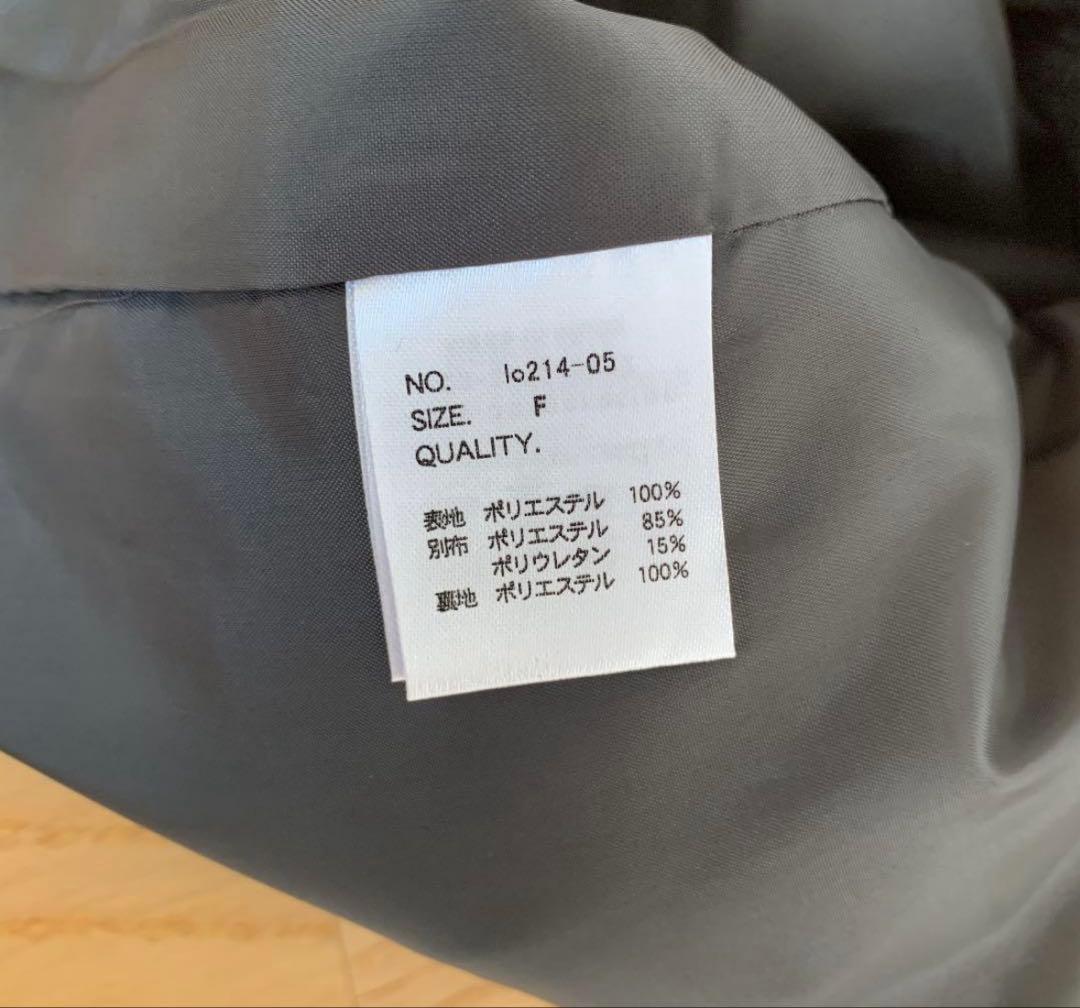 NO. lo214-05
SIZE. F
QUALITY.
表地 ポリエステル 100%
別布 ポリエステル 85%
ポリウレタン 15%
裏地 ポリエステル 100%